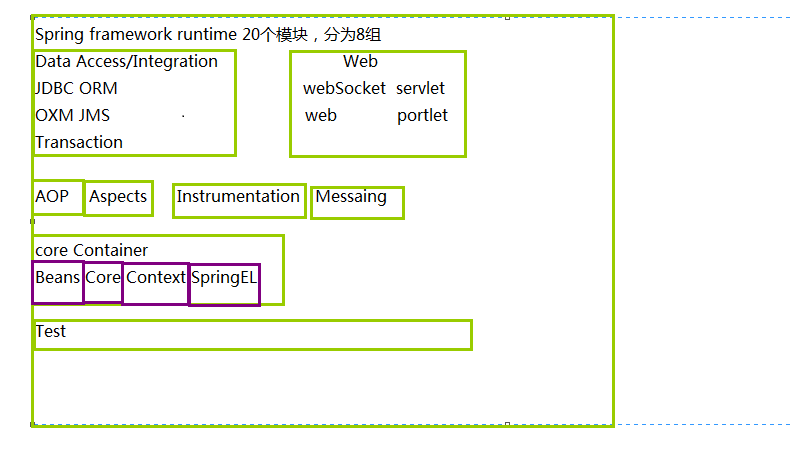 Spring framework runtime 20个模块，分为8组
Data Access/Integration
JDBC ORM
OXM JMS
Transaction
Web
webSocket servlet
web portlet
AOP Aspects Instrumentation Messaing
core Container
Beans Core Context SpringEL
Test